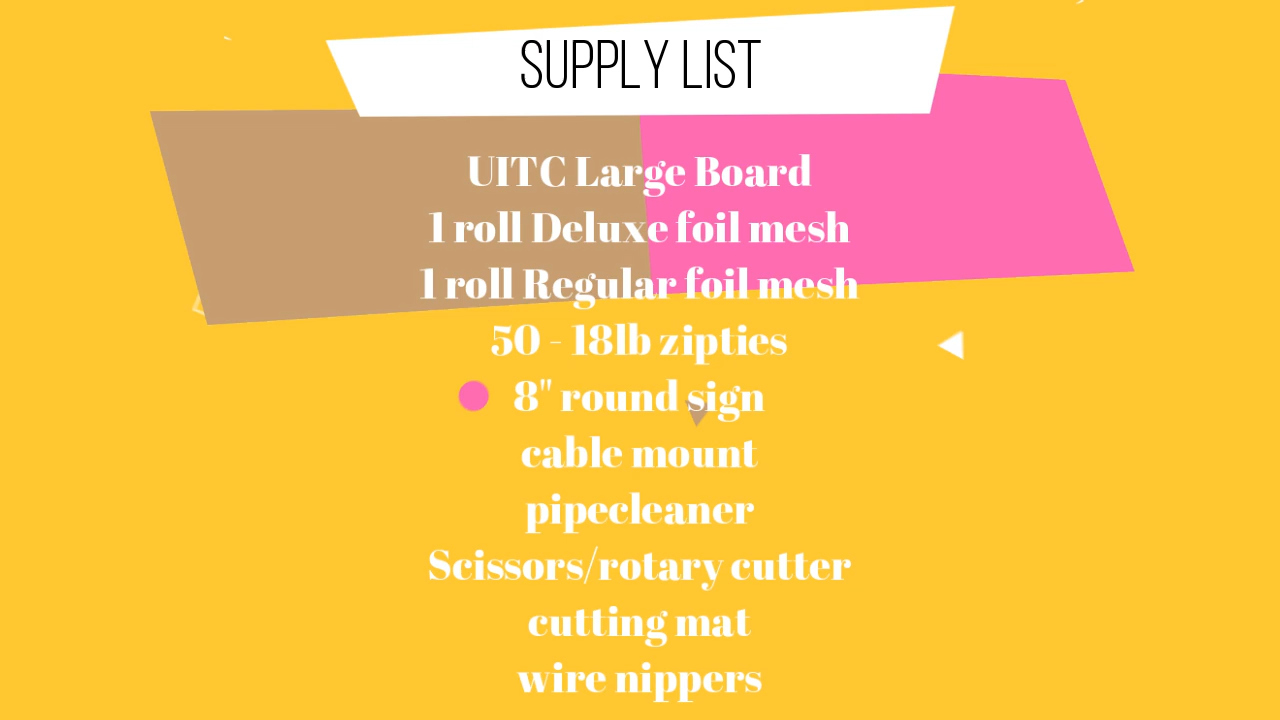 SUPPLY LIST
UITC Large Board
1 roll Deluxe foil mesh
1 roll Regular foil mesh
50 - 18lb zipties
8" round sign
cable mount
pipecleaner
Scissors/rotary cutter
cutting mat
wire nippers